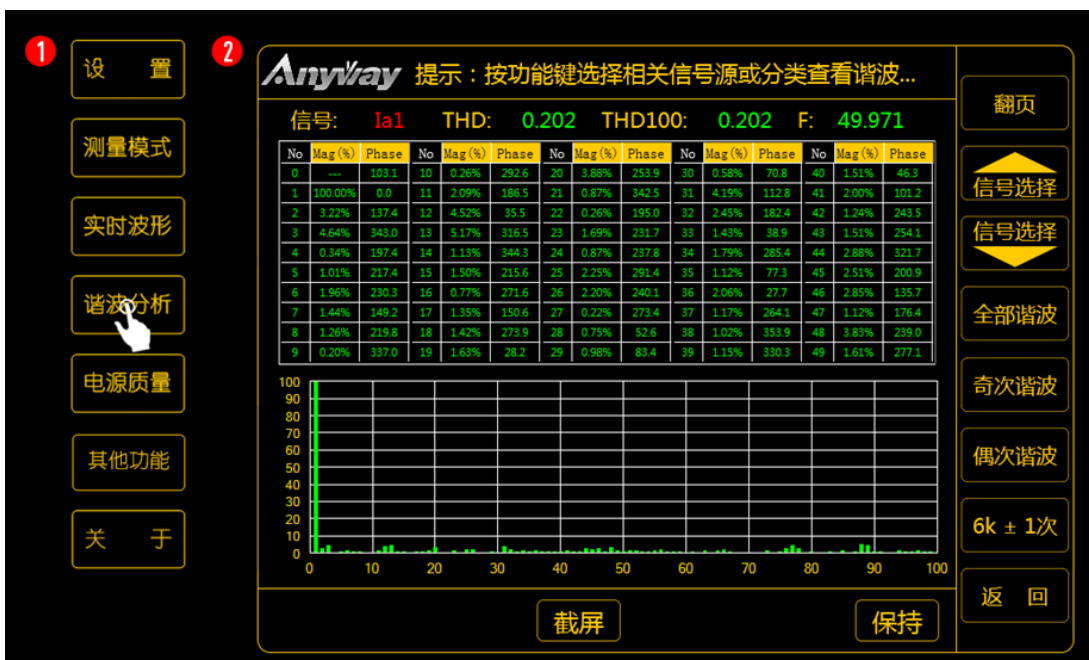 1
设 置
测量模式
实时波形
谐波分析
电源质量
其他功能
关 于
2
Anyway 提示：按功能键选择相关信号源或分类查看谐波...
信号: Ia1 THD: 0.202 THD100: 0.202 F: 49.971
No Mag(%) Phase No Mag(%) Phase No Mag(%) Phase No Mag(%) Phase No Mag(%) Phase
0 --- 103.1 10 0.26% 292.6 20 3.88% 253.9 30 0.58% 70.8 40 1.51% 46.3
1 100.00% 0.0 11 2.09% 186.5 21 0.87% 342.5 31 4.19% 112.8 41 2.00% 101.2
2 3.22% 137.4 12 4.52% 35.5 22 0.26% 195.0 32 2.45% 182.4 42 1.24% 243.5
3 4.64% 343.0 13 5.17% 316.5 23 1.69% 231.7 33 1.43% 38.9 43 1.51% 254.1
4 0.34% 197.4 14 1.13% 344.3 24 0.87% 237.8 34 1.79% 285.4 44 2.88% 321.7
5 1.01% 217.4 15 1.50% 215.6 25 2.25% 291.4 35 1.12% 77.3 45 2.51% 200.9
6 1.96% 230.3 16 0.77% 271.6 26 2.20% 240.1 36 2.06% 27.7 46 2.85% 135.7
7 1.44% 149.2 17 1.35% 150.6 27 0.22% 273.4 37 1.17% 264.1 47 1.12% 176.4
8 1.26% 219.8 18 1.42% 273.9 28 0.75% 52.6 38 1.02% 353.9 48 3.83% 239.0
9 0.20% 337.0 19 1.63% 28.2 29 0.98% 83.4 39 1.15% 330.3 49 1.61% 277.1
100
90
80
70
60
50
40
30
20
10
0
0 10 20 30 40 50 60 70 80 90 100
截屏 保持
翻页
信号选择
信号选择
全部谐波
奇次谐波
偶次谐波
6k ± 1次
返 回